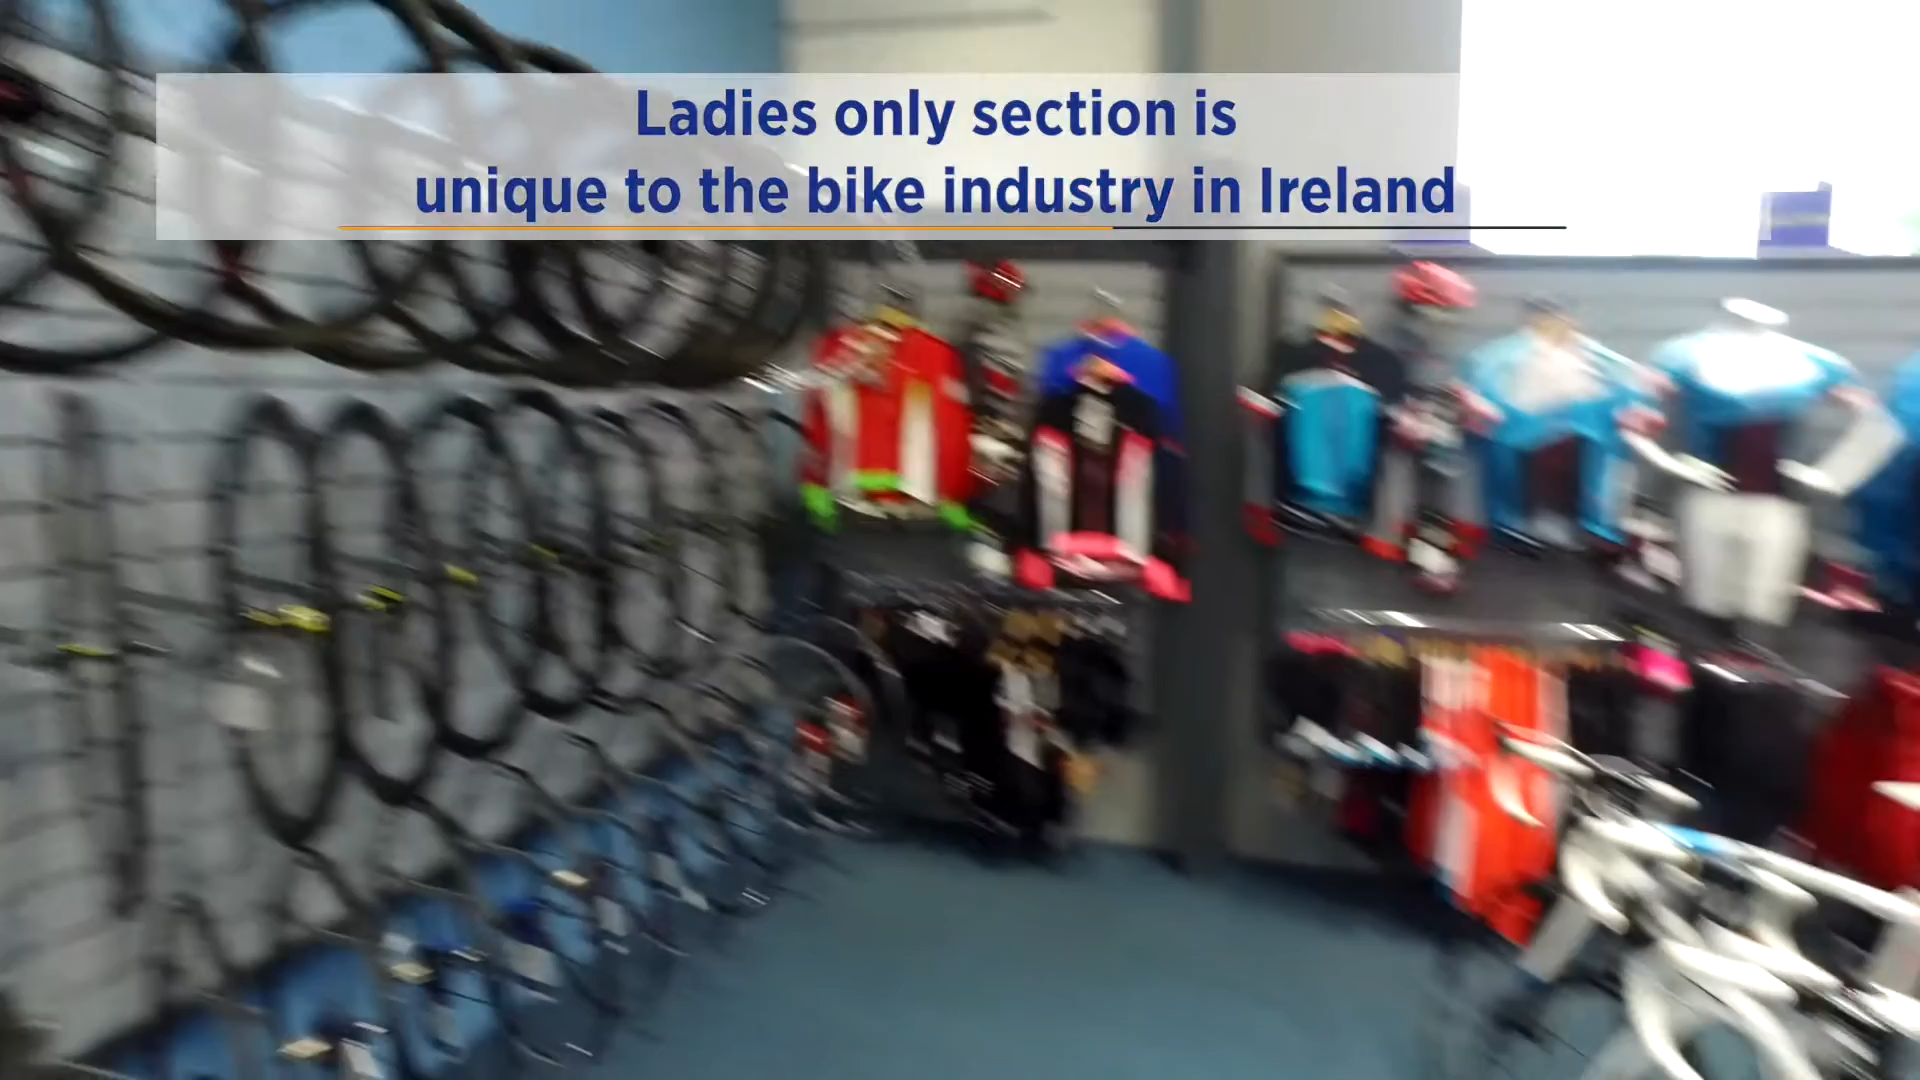 Ladies only section is
unique to the bike industry in Ireland